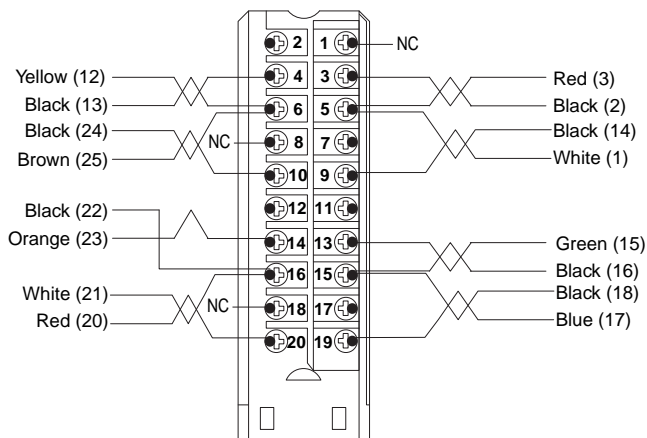 2 1 NC
Yellow (12) 4 3 Red (3)
Black (13) 6 5 Black (2)
Black (24) Black (14)
NC 8 7
Brown (25) White (1)
10 9
Black (22) 12 11
Orange (23) 14 13 Green (15)
16 15 Black (16)
White (21) Black (18)
NC 18 17
Red (20) Blue (17)
20 19